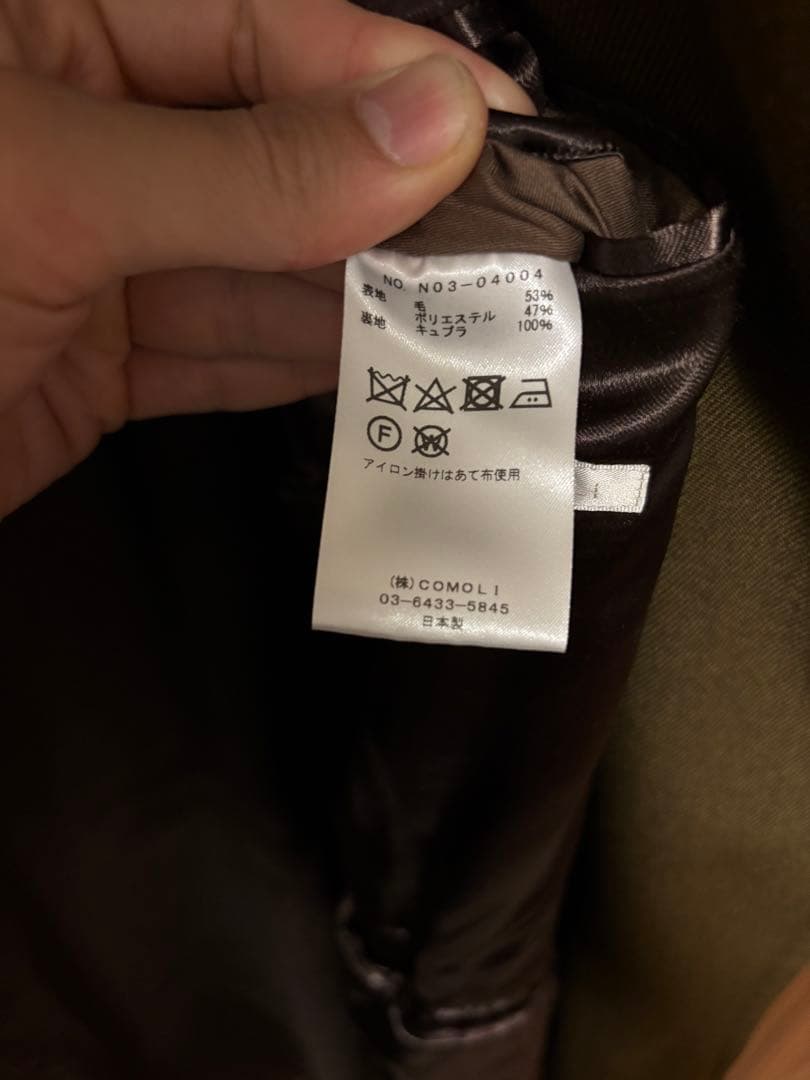 NO. N03-04004
表地 毛 53%
ポリエステル 47%
裏地 キュプラ 100%
F
W
アイロン掛けはあて布使用
(株)COMOLI
03-6433-5845
日本製